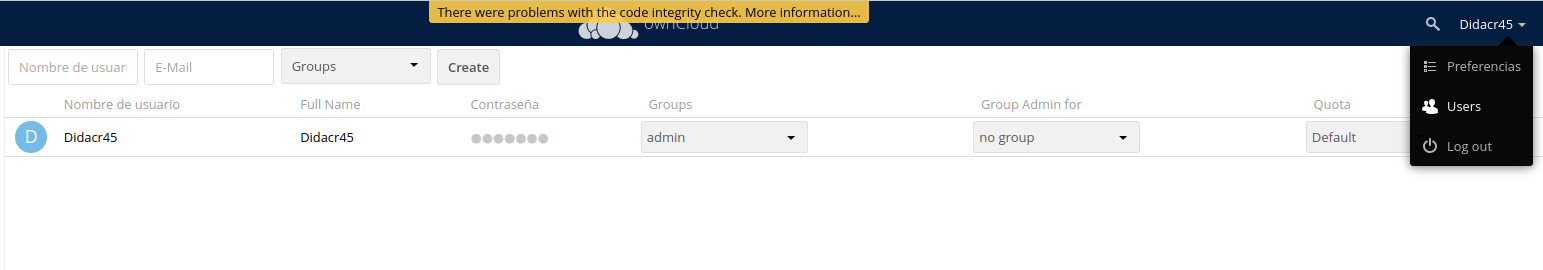 There were problems with the code integrity check. More information...
ownCloud
Didacr45
Preferencias
Users
Log out
Nombre de usuar
E-Mail
Groups
Create
Nombre de usuario Full Name Contraseña Groups Group Admin for Quota
D Didacr45 Didacr45 ●●●●●●● admin no group Default